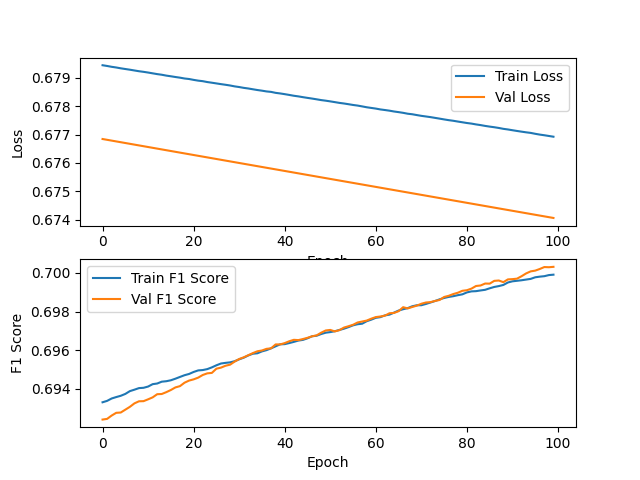 0.679
0.678
0.677
0.676
0.675
0.674
Loss
Train Loss
Val Loss
0 20 40 60 80 100
Epoch
0.700
0.698
0.696
0.694
F1 Score
Train F1 Score
Val F1 Score
0 20 40 60 80 100
Epoch